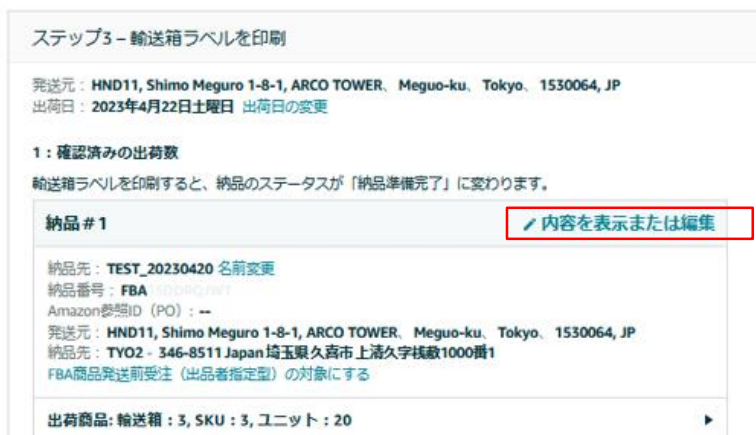 ステップ3 – 輸送箱ラベルを印刷
発送元：HND11, Shimo Meguro 1-8-1, ARCO TOWER、 Meguo-ku、 Tokyo、 1530064, JP
出荷日：2023年4月22日土曜日 出荷日の変更
1：確認済みの出荷数
輸送箱ラベルを印刷すると、納品のステータスが「納品準備完了」に変わります。
納品 # 1 内容を表示または編集
納品先：TEST_20230420 名前変更
納品番号：FBA
Amazon参照ID（PO）: --
発送元：HND11, Shimo Meguro 1-8-1, ARCO TOWER、 Meguo-ku、 Tokyo、 1530064, JP
納品先：TYO2 - 346-8511 Japan 埼玉県 久喜市 上清久字桟敷1000番1
FBA商品発送前受注（出品者指定型）の対象にする
出荷商品: 輸送箱：3, SKU：3, ユニット：20